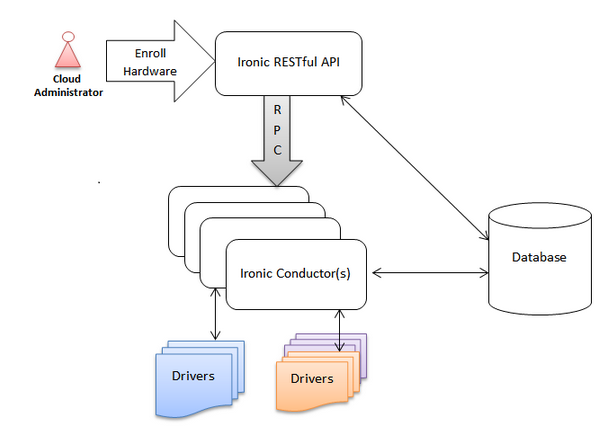 Cloud
Administrator
Enroll
Hardware
Ironic RESTful API
R
P
C
Ironic Conductor(s)
Database
Drivers
Drivers